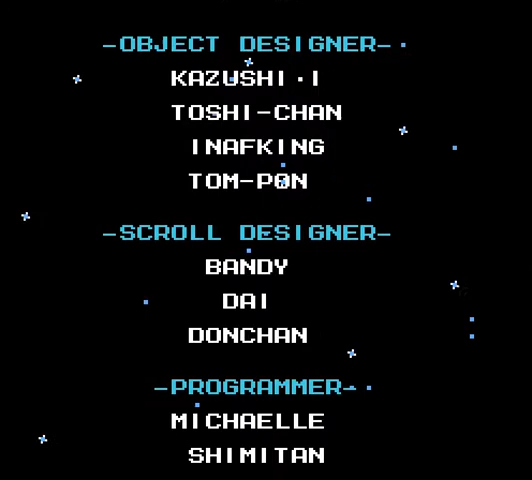 -OBJECT DESIGNER-
KAZUSHI·I
TOSHI-CHAN
INAFKING
TOM-PON
-SCROLL DESIGNER-
BANDY
DAI
DONCHAN
-PROGRAMMER-
MICHAELLE
SHIMITAN